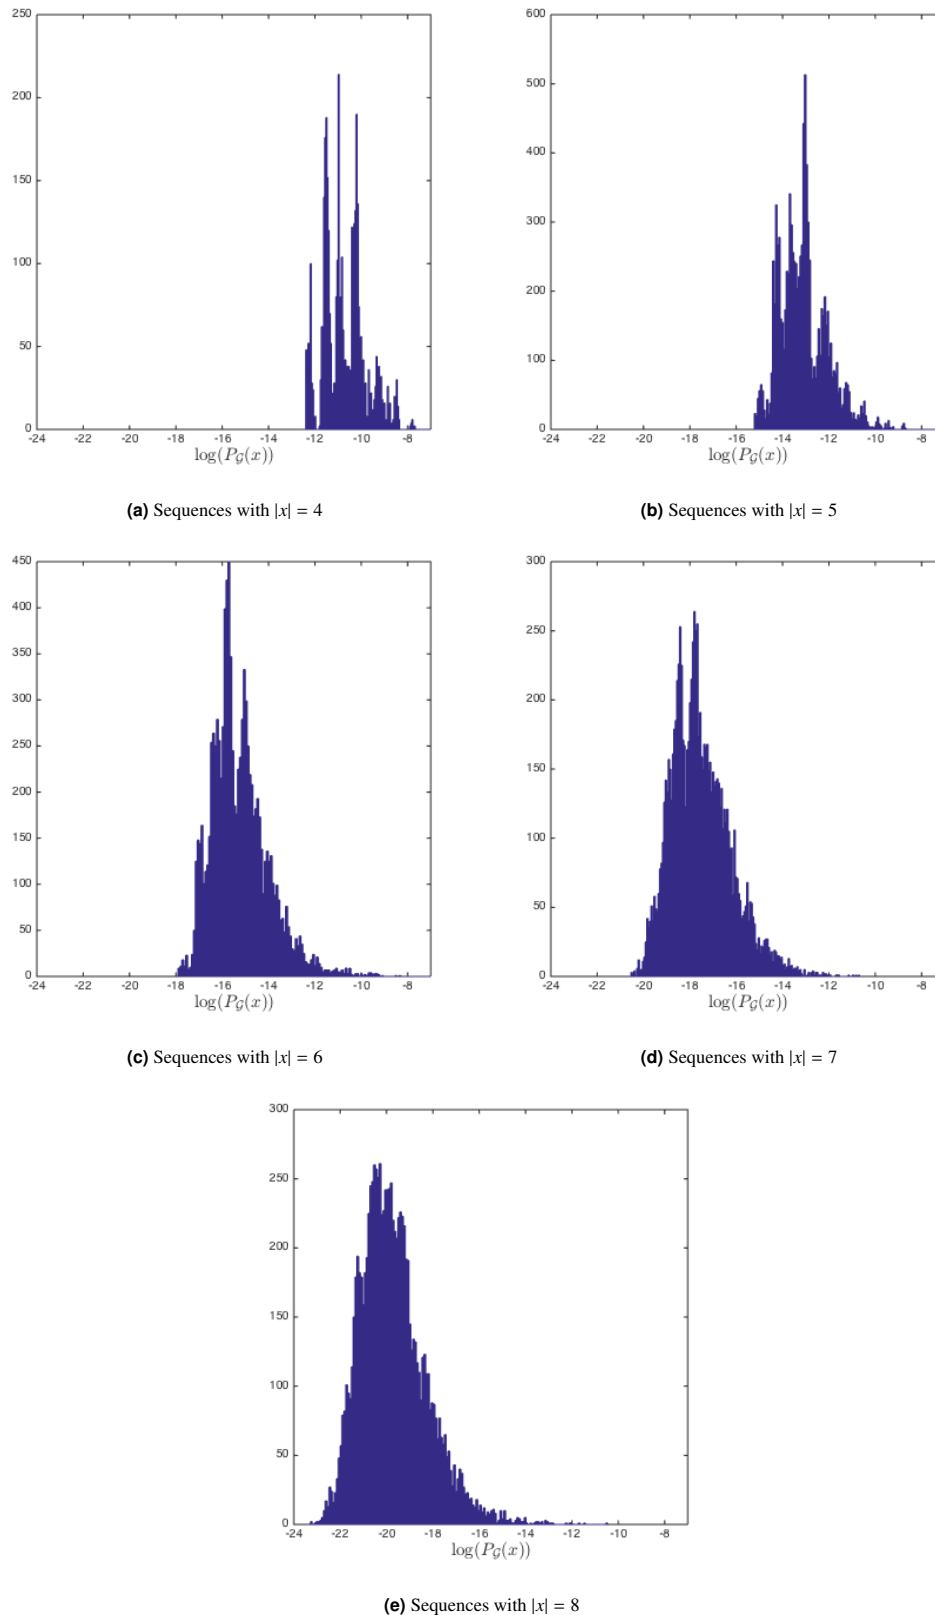 250
200
150
100
50
0
-24 -22 -20 -18 -16 -14 -12 -10 -8
log(P𝒢(x))
(a) Sequences with |x| = 4
600
500
400
300
200
100
0
-24 -22 -20 -18 -16 -14 -12 -10 -8
log(P𝒢(x))
(b) Sequences with |x| = 5
450
400
350
300
250
200
150
100
50
0
-24 -22 -20 -18 -16 -14 -12 -10 -8
log(P𝒢(x))
(c) Sequences with |x| = 6
300
250
200
150
100
50
0
-24 -22 -20 -18 -16 -14 -12 -10 -8
log(P𝒢(x))
(d) Sequences with |x| = 7
300
250
200
150
100
50
0
-24 -22 -20 -18 -16 -14 -12 -10 -8
log(P𝒢(x))
(e) Sequences with |x| = 8